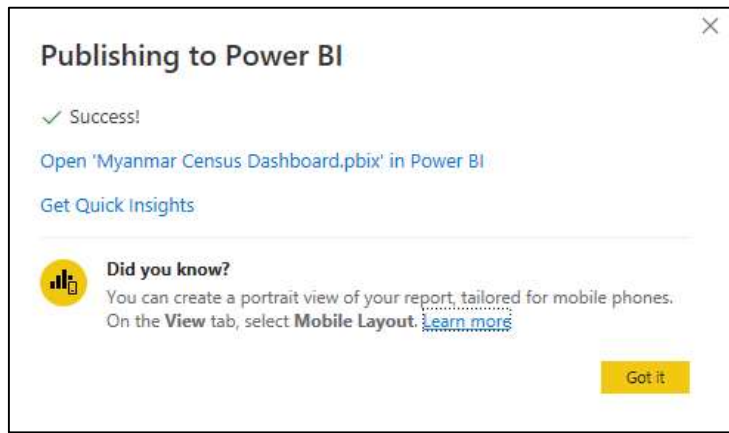 Publishing to Power BI
Success!
Open 'Myanmar Census Dashboard.pbix' in Power BI
Get Quick Insights
Did you know?
You can create a portrait view of your report, tailored for mobile phones.
On the View tab, select Mobile Layout. Learn more
Got it